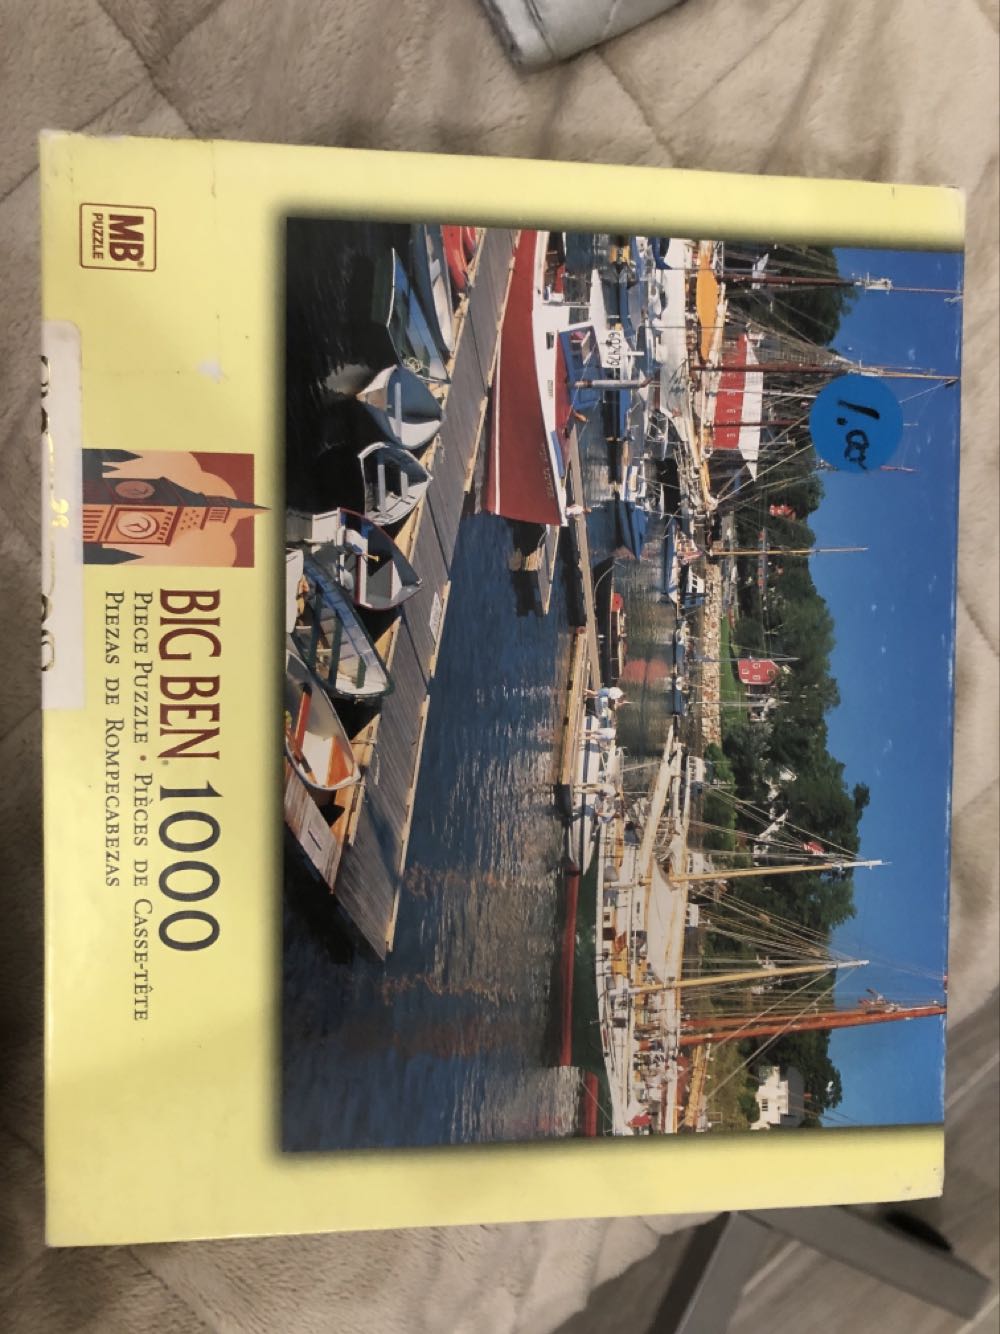 MB®
PUZZLE
BIG BEN® 1000
PIECE PUZZLE • PIÈCES DE CASSE-TÊTE
PIEZAS DE ROMPECABEZAS
1.00